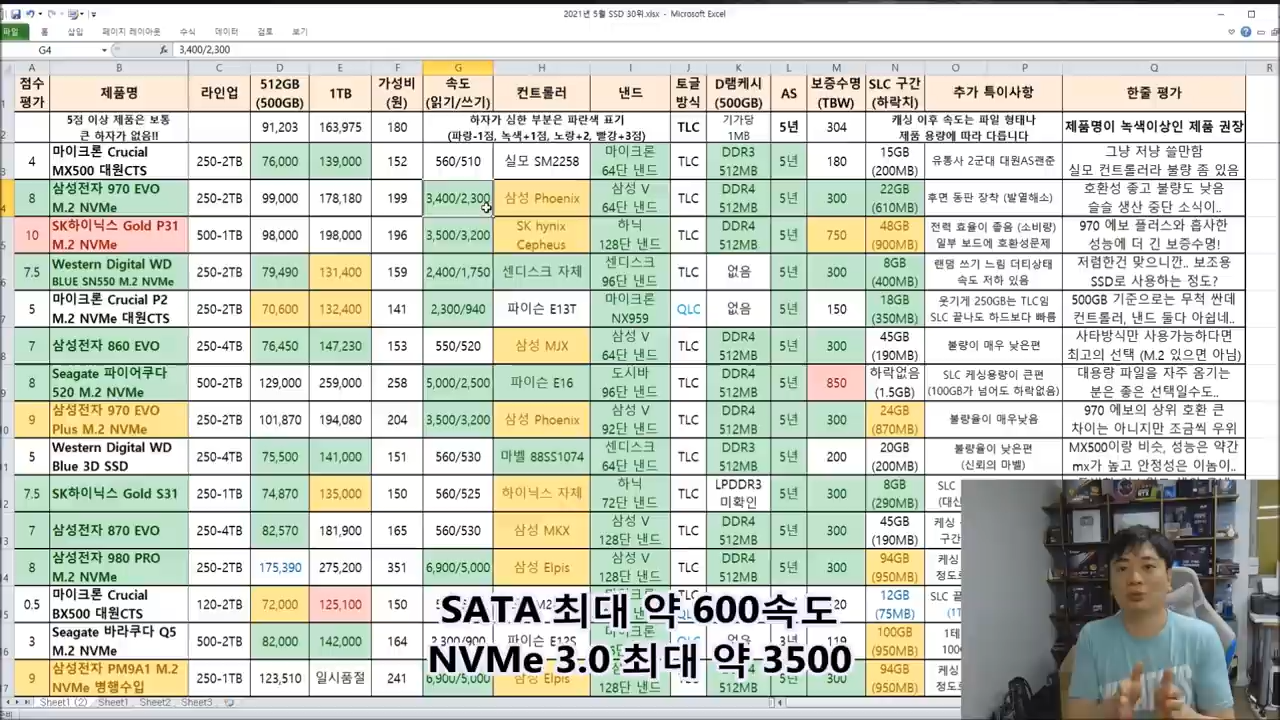 2021년 5월 SSD 30위.xlsx - Microsoft Excel
파일 홈 삽입 페이지 레이아웃 수식 데이터 검토 보기
G4 fx 3,400/2,300
A B C D E F G H I J K L M N O P Q R
점수 평가 제품명 라인업 512GB (500GB) 1TB 가성비 (원) 속도 (읽기/쓰기) 컨트롤러 낸드 토글 방식 D램캐시 (500GB) AS 보증수명 (TBW) SLC 구간 (하락치) 추가 특이사항 한줄 평가
5점 이상 제품은 보통 큰 하자가 없음!! 91,203 163,975 180 하자가 심한 부분은 파란색 표기 (파랑-1점, 녹색+1점, 노랑+2, 빨강+3점) TLC 기가당 1MB 5년 304 캐싱 이후 속도는 파일 형태나 제품 용량에 따라 다릅니다 제품명이 녹색이상인 제품 권장
4 마이크론 Crucial MX500 대원CTS 250-2TB 76,000 139,000 152 560/510 실모 SM2258 마이크론 64단 낸드 TLC DDR3 512MB 5년 180 15GB (200MB) 유통사 2군데 대원AS괜준 그냥 저냥 쓸만함 실모 컨트롤러라 불량 좀 있음
8 삼성전자 970 EVO M.2 NVMe 250-2TB 99,000 178,180 199 3,400/2,300 삼성 Phoenix 삼성 V 64단 낸드 TLC DDR4 512MB 5년 300 22GB (610MB) 후면 동판 장착 (발열해소) 호환성 좋고 불량도 낮음 슬슬 생산 중단 소식이..
10 SK하이닉스 Gold P31 M.2 NVMe 500-1TB 98,000 198,000 196 3,500/3,200 SK hynix Cepheus 하닉 128단 낸드 TLC DDR4 512MB 5년 750 48GB (900MB) 전력 효율이 좋음 (소비량) 일부 보드에 호환성문제 970 에보 플러스와 흡사한 성능에 더 긴 보증수명!
7.5 Western Digital WD BLUE SN550 M.2 NVMe 250-2TB 79,490 131,400 159 2,400/1,750 센디스크 자체 센디스크 96단 낸드 TLC 없음 5년 300 8GB (400MB) 랜덤 쓰기 느림 더티상태 속도 저하 있음 저렴한건 맞으니깐.. 보조용 SSD로 사용하는 정도?
5 마이크론 Crucial P2 M.2 NVMe 대원CTS 250-2TB 70,600 132,400 141 2,300/940 파이슨 E13T 마이크론 NX959 QLC 없음 5년 150 18GB (350MB) 웃기게 250GB는 TLC임 SLC 끝나도 하드보다 빠름 500GB 기준으로는 무척 싼데 컨트롤러, 낸드 둘다 아쉽네..
7 삼성전자 860 EVO 250-4TB 76,450 147,230 153 550/520 삼성 MJX 삼성 V 64단 낸드 TLC DDR4 512MB 5년 300 45GB (190MB) 불량이 매우 낮은편 사타방식만 사용가능하다면 최고의 선택 (M.2 있으면 아님)
8 Seagate 파이어쿠다 520 M.2 NVMe 500-2TB 129,000 259,000 258 5,000/2,500 파이슨 E16 도시바 96단 낸드 TLC DDR4 512MB 5년 850 하락없음 (1.5GB) SLC 케싱용량이 큰편 (100GB가 넘어도 하락없음) 대용량 파일을 자주 옮기는 분은 좋은 선택일수도..
9 삼성전자 970 EVO Plus M.2 NVMe 250-2TB 101,870 194,080 204 3,500/3,200 삼성 Phoenix 삼성 V 92단 낸드 TLC DDR4 512MB 5년 300 24GB (870MB) 불량율이 매우낮음 970 에보의 상위 호환 큰 차이는 아니지만 조금씩 우위
5 Western Digital WD Blue 3D SSD 250-4TB 75,500 141,000 151 560/530 마벨 88SS1074 센디스크 64단 낸드 TLC DDR3 512MB 5년 200 20GB (200MB) 불량율이 낮은편 (신뢰의 마벨) MX500이랑 비슷, 성능은 약간 mx가 높고 안정성은 이놈이..
7.5 SK하이닉스 Gold S31 250-1TB 74,870 135,000 150 560/525 하이닉스 자체 하닉 72단 낸드 TLC LPDDR3 미확인 5년 300 8GB (290MB) SLC (대신
7 삼성전자 870 EVO 250-4TB 82,570 181,900 165 560/530 삼성 MKX 삼성 V 128단 낸드 TLC DDR4 512MB 5년 300 45GB (190MB) 케싱 구간
8 삼성전자 980 PRO M.2 NVMe 250-2TB 175,390 275,200 351 6,900/5,000 삼성 Elpis 삼성 V 128단 낸드 TLC DDR4 512MB 5년 300 94GB (950MB) 케싱 정도
0.5 마이크론 Crucial BX500 대원CTS 120-2TB 72,000 125,100 150 12GB (75MB) SLC 끝
3 Seagate 바라쿠다 Q5 M.2 NVMe 500-2TB 82,000 142,000 164 2,300/900 파이슨 E12S 없음 3년 119 100GB (950MB)
9 삼성전자 PM9A1 M.2 NVMe 병행수입 250-1TB 123,510 일시품절 241 6,900/5,000 삼성 Elpis 128단 낸드 TLC 512MB 5년 300 94GB (950MB) 케싱 정도
SATA 최대 약 600속도
NVMe 3.0 최대 약 3500
Sheet1 (2) Sheet1 Sheet2 Sheet3